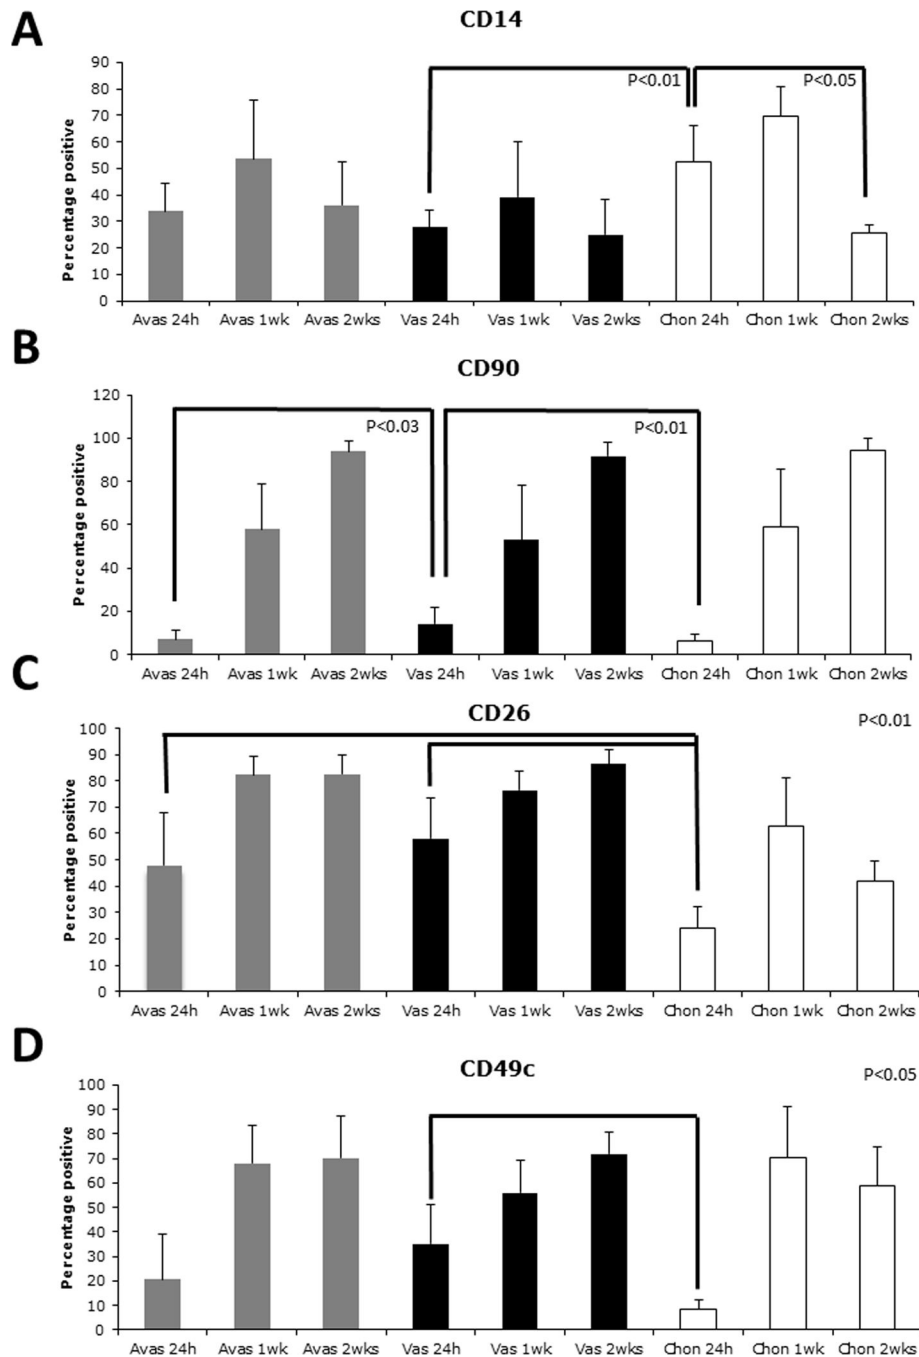 A
CD14
90
80
70
60
50
40
30
20
10
0
Percentage positive
P<0.01
P<0.05
Avas 24h Avas 1wk Avas 2wks Vas 24h Vas 1wk Vas 2wks Chon 24h Chon 1wk Chon 2wks
B
CD90
120
100
80
60
40
20
0
Percentage positive
P<0.03
P<0.01
Avas 24h Avas 1wk Avas 2wks Vas 24h Vas 1wk Vas 2wks Chon 24h Chon 1wk Chon 2wks
C
CD26
P<0.01
100
90
80
70
60
50
40
30
20
10
0
Percentage positive
Avas 24h Avas 1wk Avas 2wks Vas 24h Vas 1wk Vas 2wks Chon 24h Chon 1wk Chon 2wks
D
CD49c
P<0.05
100
90
80
70
60
50
40
30
20
10
0
Percentage positive
Avas 24h Avas 1wk Avas 2wks Vas 24h Vas 1wk Vas 2wks Chon 24h Chon 1wk Chon 2wks